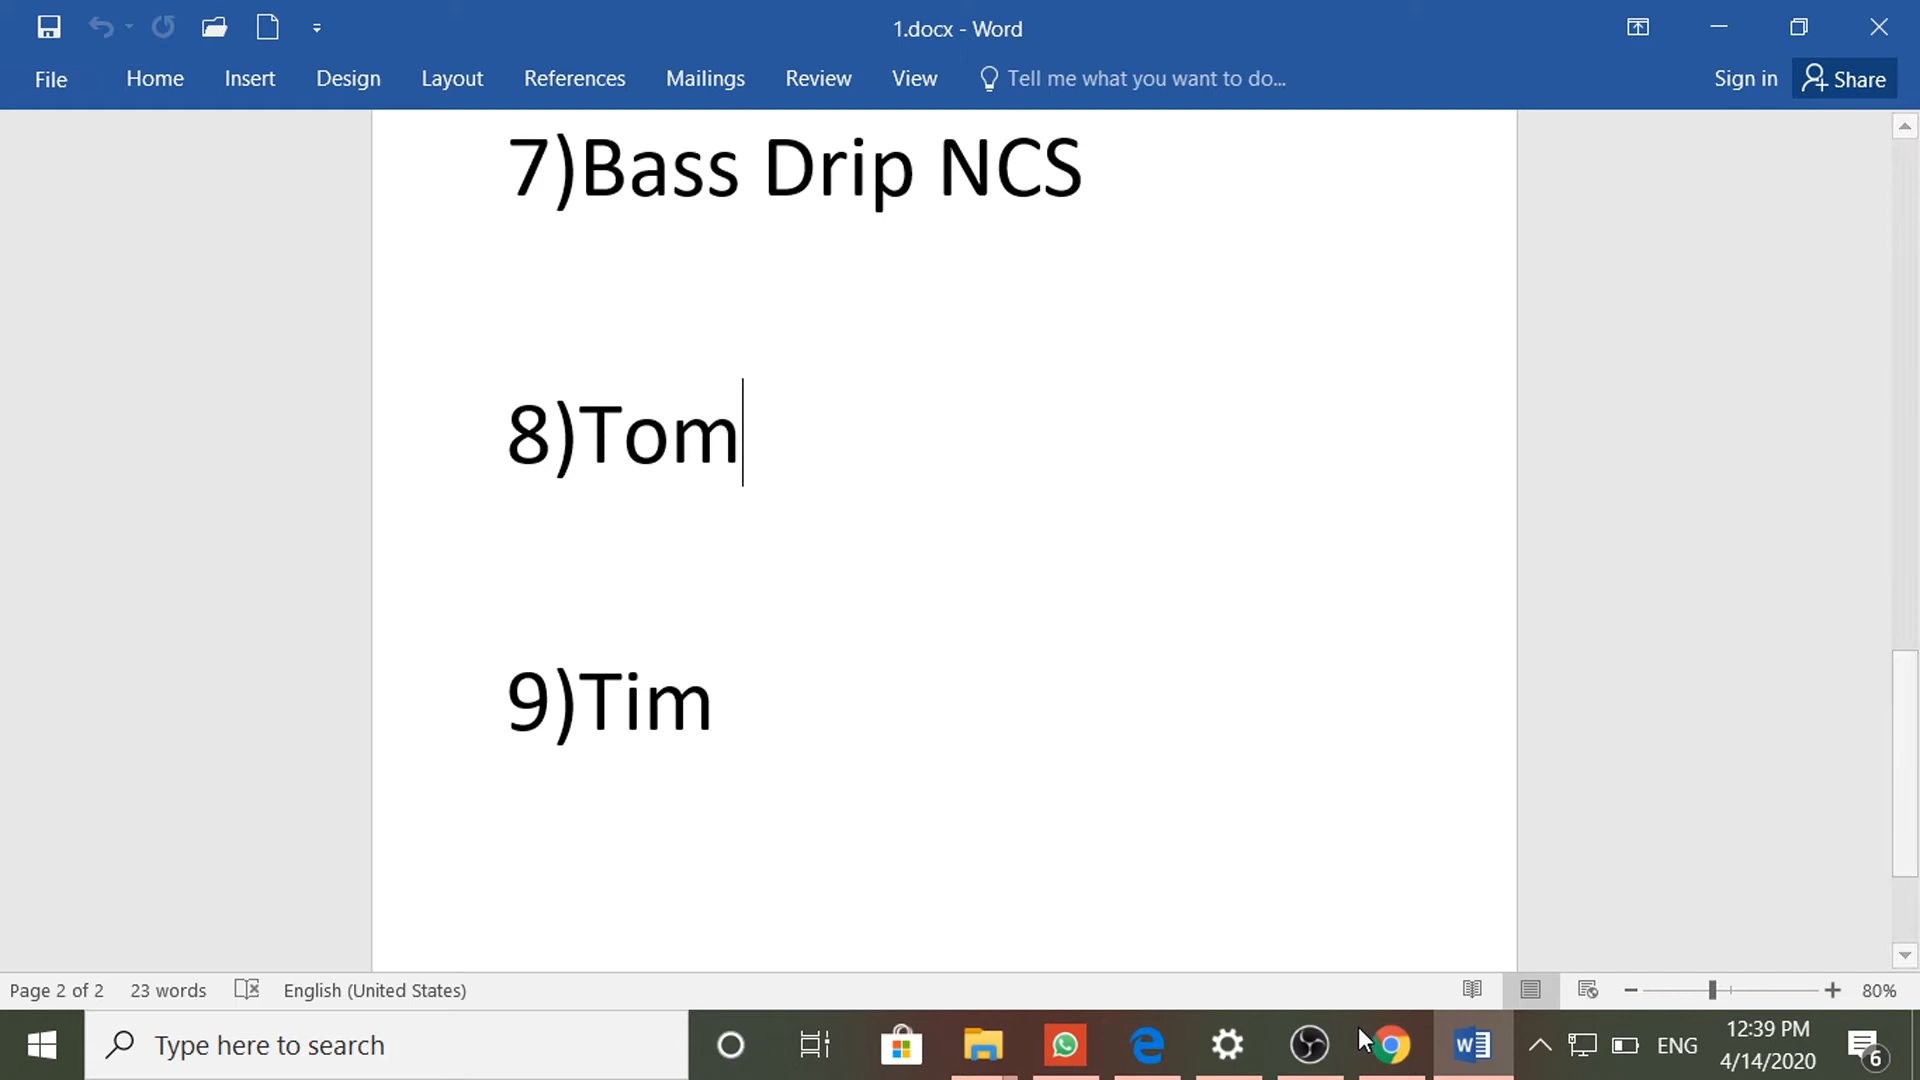 1.docx - Word
File Home Insert Design Layout References Mailings Review View Tell me what you want to do... Sign in Share
7)Bass Drip NCS
8)Tom
9)Tim
Page 2 of 2 23 words English (United States) 80%
Type here to search ENG 12:39 PM
4/14/2020 6